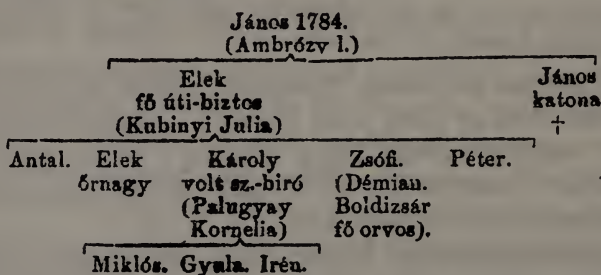 János 1784.
(Ambrózy I.)
Elek
fő úti-biztos
(Kubinyi Julia)
János
katona
†
Antal. Elek
őrnagy
Károly
volt sz.-biró
(Palugyay
Kornelia)
Zsófi.
(Démian.
Boldizsár
fő orvos).
Péter.
Miklós. Gyula. Irén.